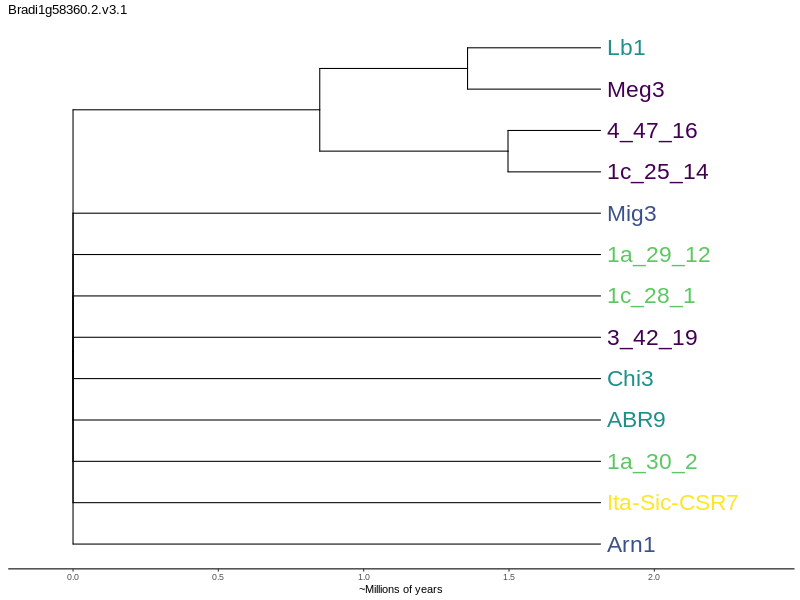 Bradi1g58360.2.v3.1
Lb1
Meg3
4_47_16
1c_25_14
Mig3
1a_29_12
1c_28_1
3_42_19
Chi3
ABR9
1a_30_2
Ita-Sic-CSR7
Arn1
0.0 0.5 1.0 1.5 2.0
~Millions of years